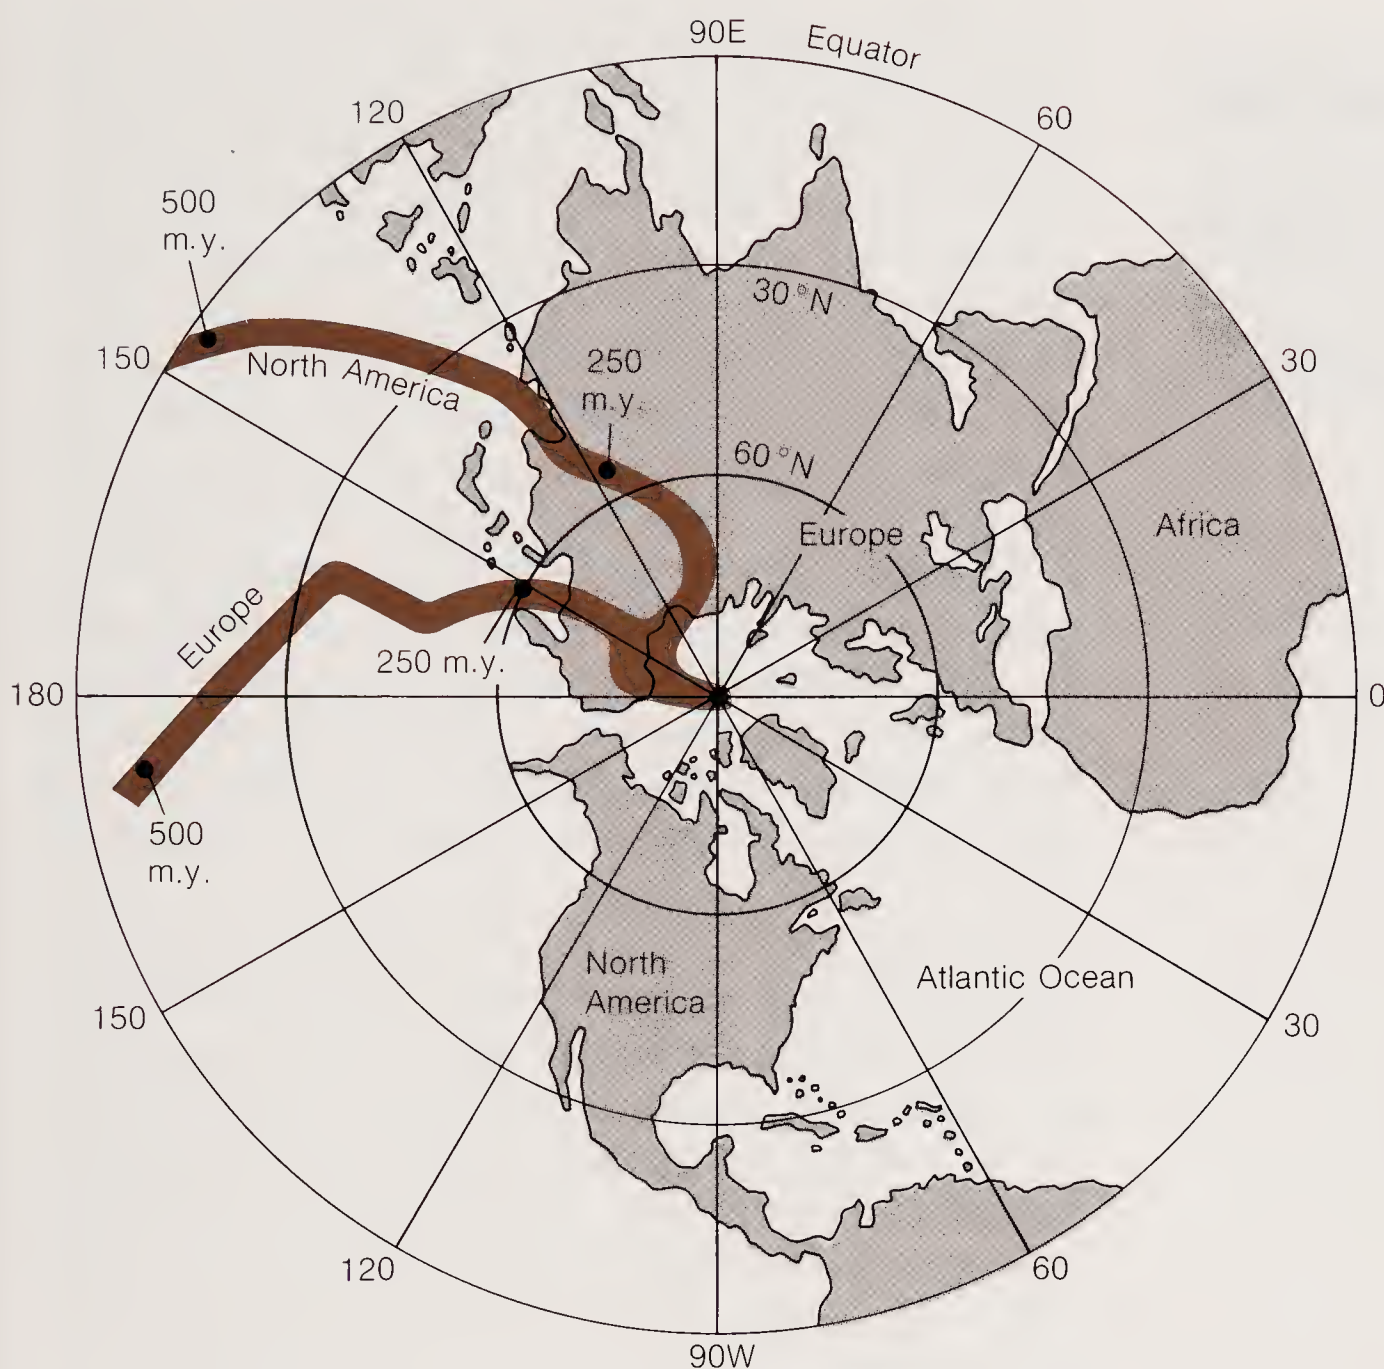 90E
Equator
120
60
500
m.y.
30°N
150
North America
250
m.y.
30
60°N
Europe
Africa
Europe
250 m.y.
180
0
500
m.y.
North
America
Atlantic Ocean
150
30
120
60
90W